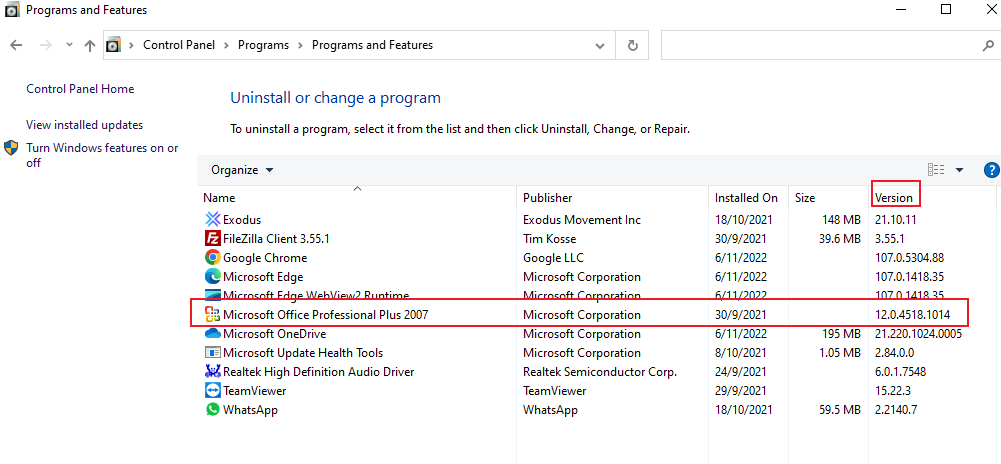 Programs and Features
Control Panel Programs Programs and Features
Control Panel Home
View installed updates
Turn Windows features on or
off
Uninstall or change a program
To uninstall a program, select it from the list and then click Uninstall, Change, or Repair.
Organize
Name Publisher Installed On Size Version
Exodus Exodus Movement Inc 18/10/2021 148 MB 21.10.11
FileZilla Client 3.55.1 Tim Kosse 30/9/2021 39.6 MB 3.55.1
Google Chrome Google LLC 6/11/2022 107.0.5304.88
Microsoft Edge Microsoft Corporation 6/11/2022 107.0.1418.35
Microsoft Edge WebView2 Runtime Microsoft Corporation 6/11/2022 107.0.1418.35
Microsoft Office Professional Plus 2007 Microsoft Corporation 30/9/2021 12.0.4518.1014
Microsoft OneDrive Microsoft Corporation 6/11/2022 195 MB 21.220.1024.0005
Microsoft Update Health Tools Microsoft Corporation 8/10/2021 1.05 MB 2.84.0.0
Realtek High Definition Audio Driver Realtek Semiconductor Corp. 24/9/2021 6.0.1.7548
TeamViewer TeamViewer 29/9/2021 15.22.3
WhatsApp WhatsApp 18/10/2021 59.5 MB 2.2140.7